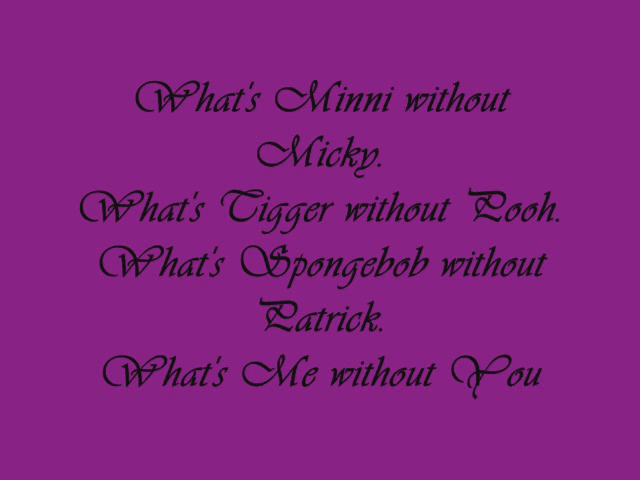 What's Minni without
Micky.
What's Tigger without Pooh.
What's Spongebob without
Patrick.
What's Me without You